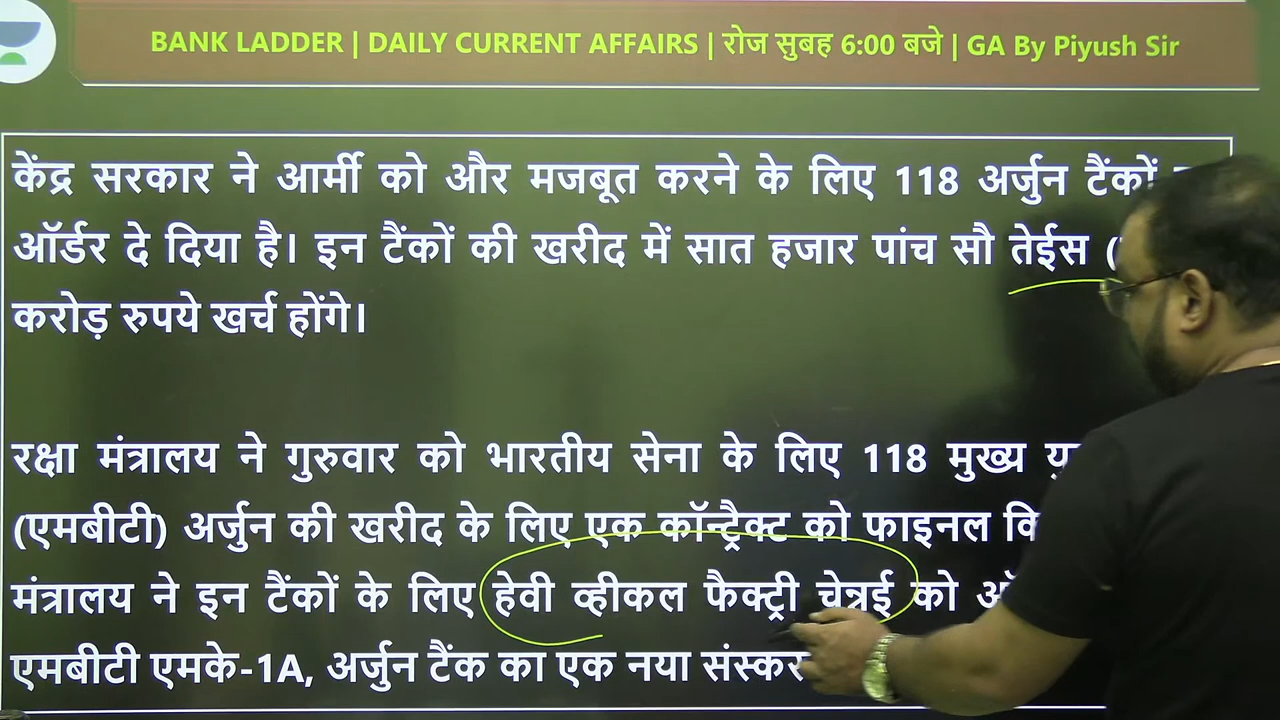 BANK LADDER | DAILY CURRENT AFFAIRS | रोज सुबह 6:00 बजे | GA By Piyush Sir
केंद्र सरकार ने आर्मी को और मजबूत करने के लिए 118 अर्जुन टैंकों
ऑर्डर दे दिया है। इन टैंकों की खरीद में सात हजार पांच सौ तेईस (
करोड़ रुपये खर्च होंगे।
रक्षा मंत्रालय ने गुरुवार को भारतीय सेना के लिए 118 मुख्य
(एमबीटी) अर्जुन की खरीद के लिए एक कॉन्ट्रैक्ट को फाइनल
मंत्रालय ने इन टैंकों के लिए हेवी व्हीकल फैक्ट्री चेन्नई को
एमबीटी एमके-1A, अर्जुन टैंक का एक नया